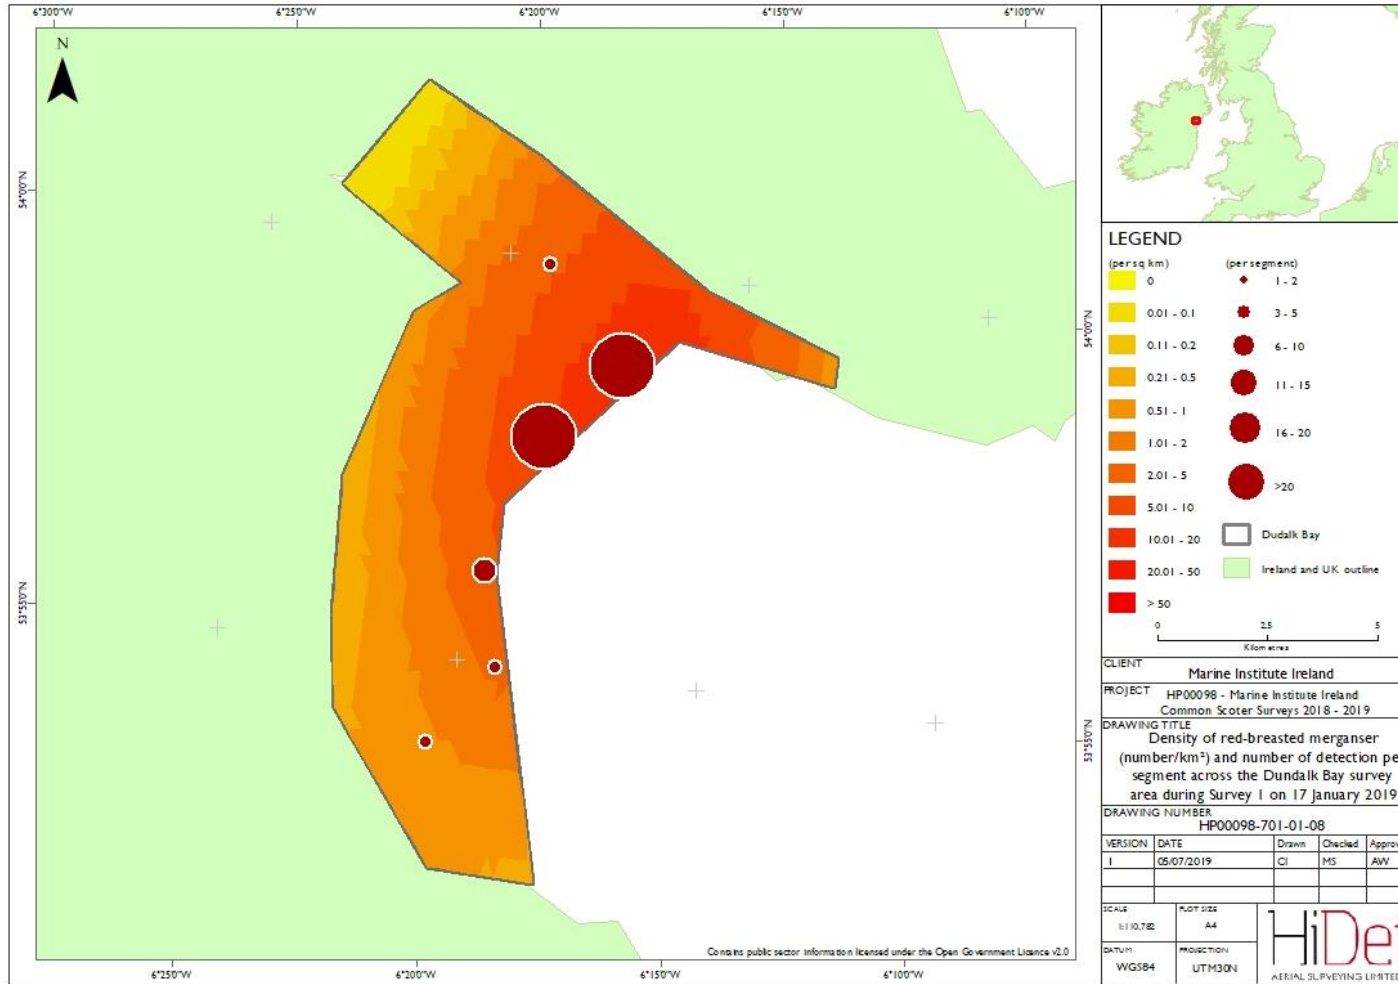 6°30'0"W 6°25'0"W 6°20'0"W 6°15'0"W 6°10'0"W
N
54°0'0"N
54°0'0"N
53°55'0"N
53°55'0"N
6°25'0"W 6°20'0"W 6°15'0"W 6°10'0"W
Contains public sector information licensed under the Open Government Licence v2.0
LEGEND
(per sq km) (per segment)
0 1 - 2
0.01 - 0.1 3 - 5
0.11 - 0.2 6 - 10
0.21 - 0.5 11 - 15
0.51 - 1
1.01 - 2 16 - 20
2.01 - 5 >20
5.01 - 10
10.01 - 20 Dudalk Bay
20.01 - 50 Ireland and UK outline
> 50
0 2.5 5
Kilometres
CLIENT
Marine Institute Ireland
PROJECT HP00098 - Marine Institute Ireland
Common Scoter Surveys 2018 - 2019
DRAWING TITLE
Density of red-breasted merganser
(number/km²) and number of detection pe
segment across the Dundalk Bay survey
area during Survey 1 on 17 January 2019
DRAWING NUMBER
HP00098-701-01-08
VERSION DATE Drawn Checked Approv
1 05/07/2019 CI MS AW
SCALE PLOT SIZE
A4
DATUM PROJECTION
WGS84 UTM30N
HiDef
AERIAL SURVEYING LIMITED